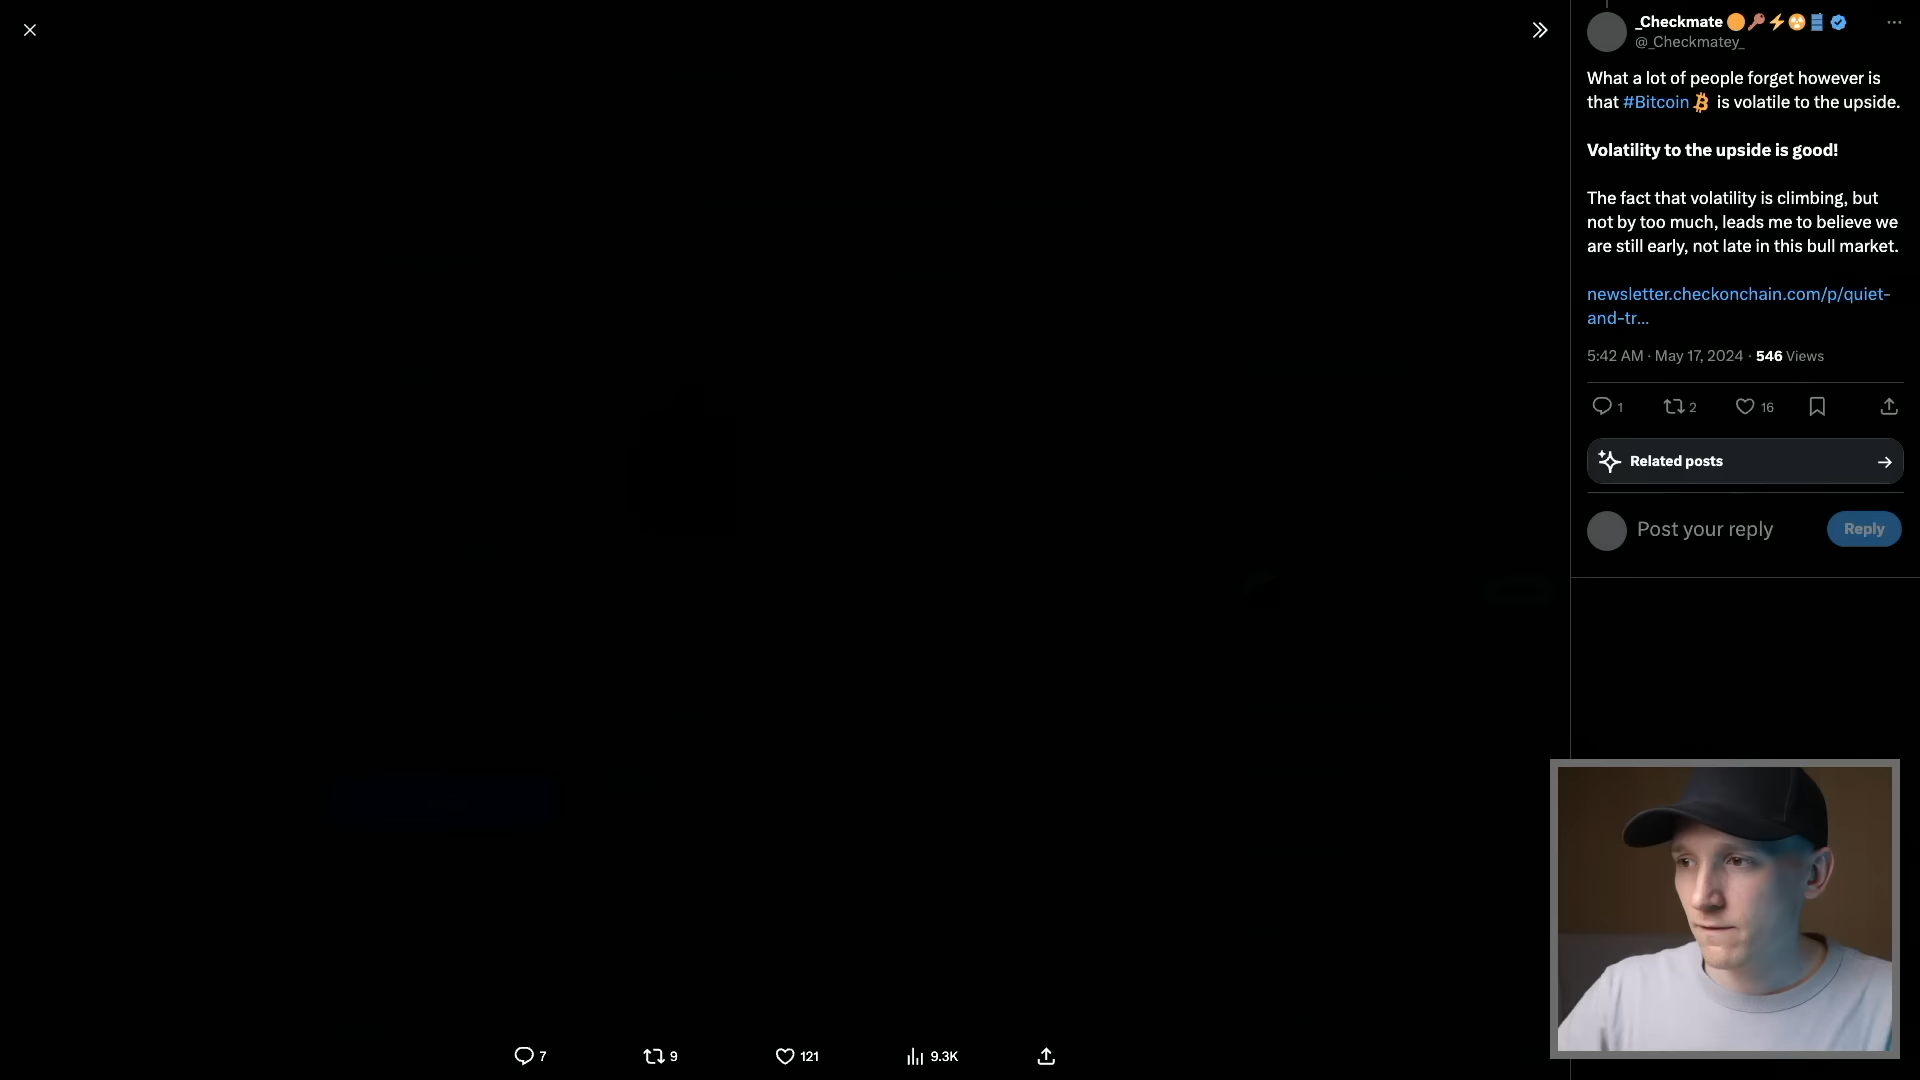 _Checkmate
@_Checkmatey_
What a lot of people forget however is
that #Bitcoin is volatile to the upside.
Volatility to the upside is good!
The fact that volatility is climbing, but
not by too much, leads me to believe we
are still early, not late in this bull market.
newsletter.checkonchain.com/p/quiet-
and-tr...
5:42 AM · May 17, 2024 · 546 Views
1 2 16
Related posts
Post your reply
Reply
7 9 121 9.3K